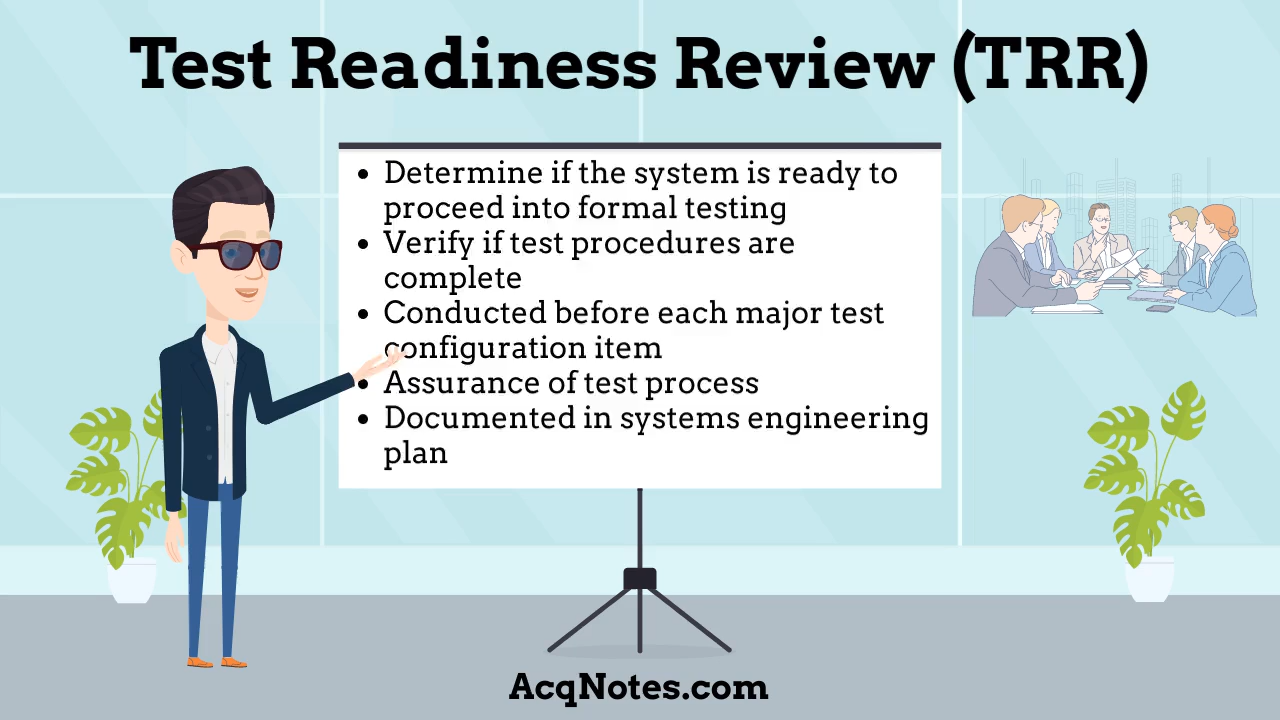 Test Readiness Review (TRR)
• Determine if the system is ready to
proceed into formal testing
• Verify if test procedures are
complete
• Conducted before each major test
configuration item
• Assurance of test process
• Documented in systems engineering
plan
AcqNotes.com